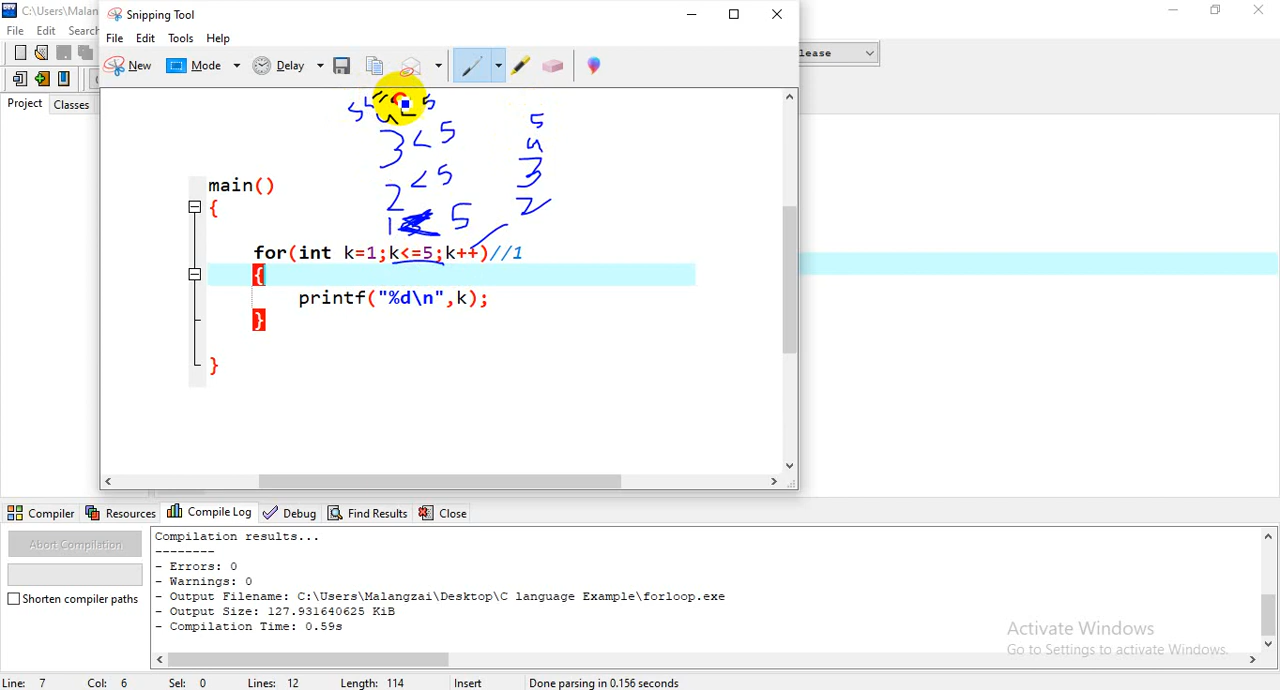 C:\Users\Malang
Snipping Tool
File Edit Search
File Edit Tools Help
New Mode Delay
lease
Project Classes
5
5
4
4
3 < 5
3
2 < 5
2
1 5
main()
{
for(int k=1;k<=5;k++)//1
{
printf("%d\n",k);
}
}
Compiler Resources Compile Log Debug Find Results Close
Abort Compilation
Shorten compiler paths
Compilation results...
--------
- Errors: 0
- Warnings: 0
- Output Filename: C:\Users\Malangzai\Desktop\C language Example\forloop.exe
- Output Size: 127.931640625 KiB
- Compilation Time: 0.59s
Activate Windows
Go to Settings to activate Windows.
Line: 7 Col: 6 Sel: 0 Lines: 12 Length: 114 Insert Done parsing in 0.156 seconds